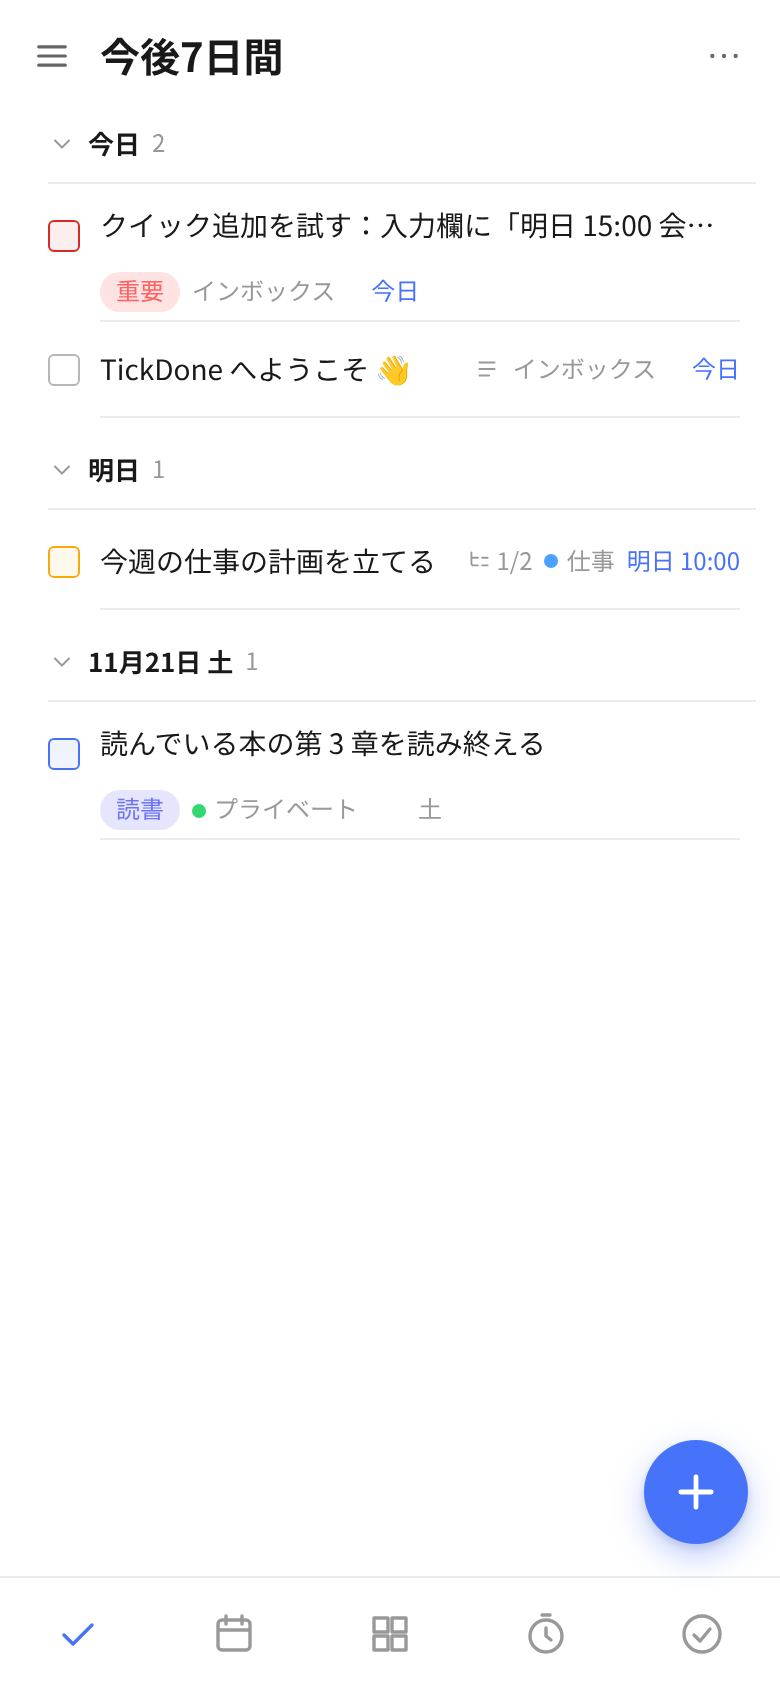 今後7日間
今日 2
クイック追加を試す：入力欄に「明日 15:00 会…
重要 インボックス 今日
TickDone へようこそ 👋 インボックス 今日
明日 1
今週の仕事の計画を立てる 1/2 仕事 明日 10:00
11月21日 土 1
読んでいる本の第 3 章を読み終える
読書 プライベート 土